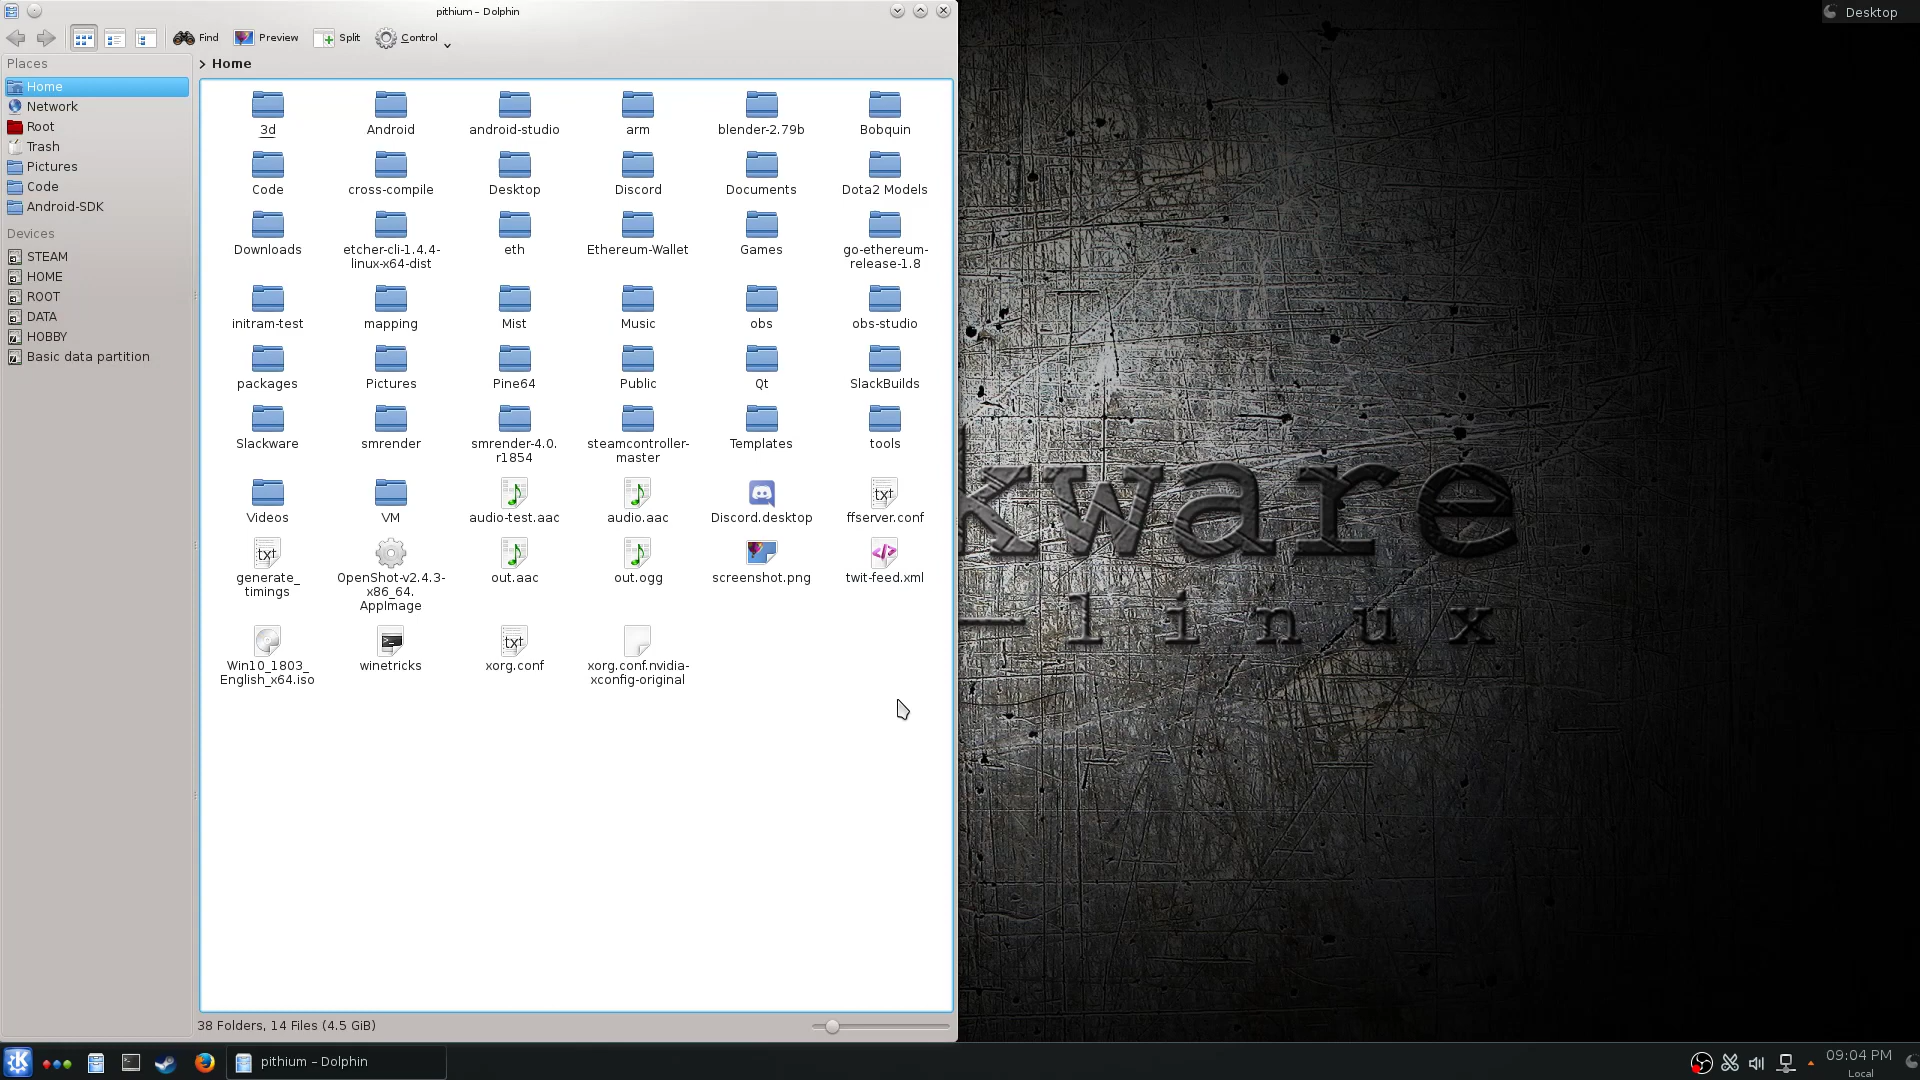 pithium – Dolphin
Desktop
Find
Preview
Split
Control
Places
> Home
Home
Network
Root
Trash
Pictures
Code
Android-SDK
Devices
STEAM
HOME
ROOT
DATA
HOBBY
Basic data partition
3d
Android
android-studio
arm
blender-2.79b
Bobquin
Code
cross-compile
Desktop
Discord
Documents
Dota2 Models
Downloads
etcher-cli-1.4.4-
linux-x64-dist
eth
Ethereum-Wallet
Games
go-ethereum-
release-1.8
initram-test
mapping
Mist
Music
obs
obs-studio
packages
Pictures
Pine64
Public
Qt
SlackBuilds
Slackware
smrender
smrender-4.0.
r1854
steamcontroller-
master
Templates
tools
Videos
VM
audio-test.aac
audio.aac
Discord.desktop
txt
ffserver.conf
txt
generate_
timings
OpenShot-v2.4.3-
x86_64.
AppImage
out.aac
out.ogg
screenshot.png
twit-feed.xml
Win10_1803_
English_x64.iso
winetricks
txt
xorg.conf
xorg.conf.nvidia-
xconfig-original
kware
linux
38 Folders, 14 Files (4.5 GiB)
pithium – Dolphin
09:04 PM
Local